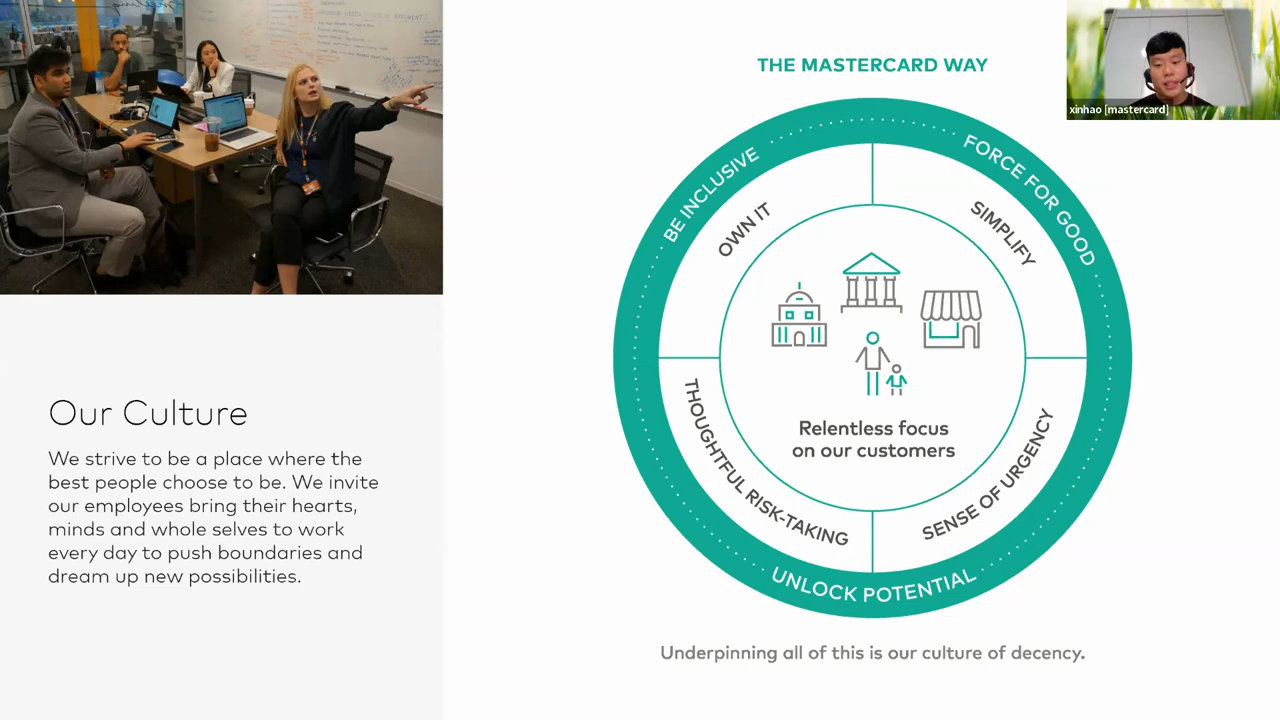 THE MASTERCARD WAY
xinhao [mastercard]
BE INCLUSIVE
FORCE FOR GOOD
OWN IT
SIMPLIFY
Relentless focus
on our customers
THOUGHTFUL RISK-TAKING
SENSE OF URGENCY
UNLOCK POTENTIAL
Underpinning all of this is our culture of decency.
Our Culture
We strive to be a place where the
best people choose to be. We invite
our employees bring their hearts,
minds and whole selves to work
every day to push boundaries and
dream up new possibilities.